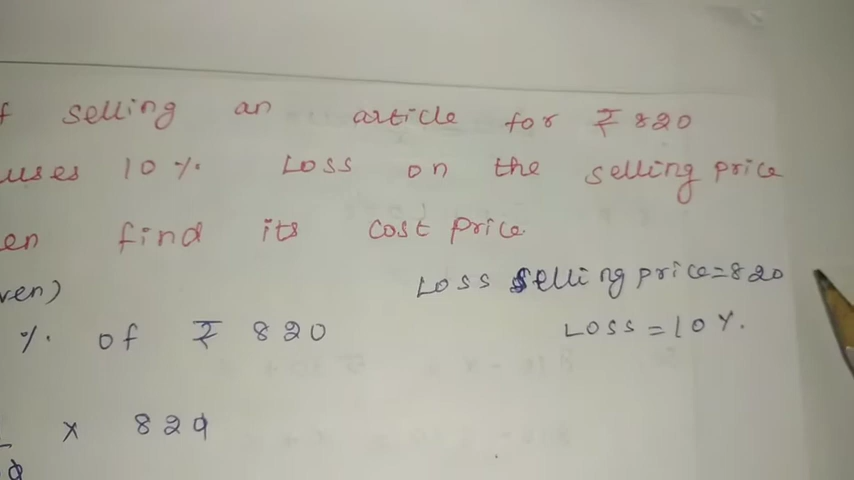 f selling an article for ₹ 820
uses 10 % Loss on the selling price
en find its cost price.
ven)
Loss Selling price = 820
% of ₹ 820
Loss = 10 %.
x 820